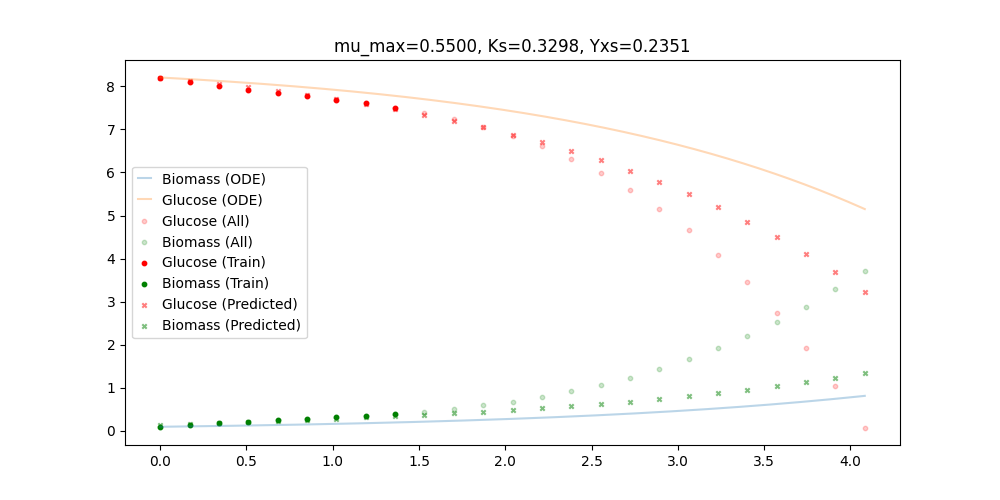 mu_max=0.5500, Ks=0.3298, Yxs=0.2351
8
7
6
5
4
3
2
1
0
Biomass (ODE)
Glucose (ODE)
Glucose (All)
Biomass (All)
Glucose (Train)
Biomass (Train)
Glucose (Predicted)
Biomass (Predicted)
0.0 0.5 1.0 1.5 2.0 2.5 3.0 3.5 4.0